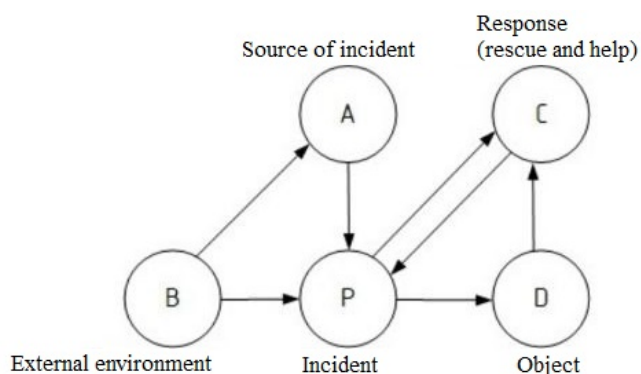 Response
(rescue and help)
Source of incident
A
C
B
P
D
External environment
Incident
Object